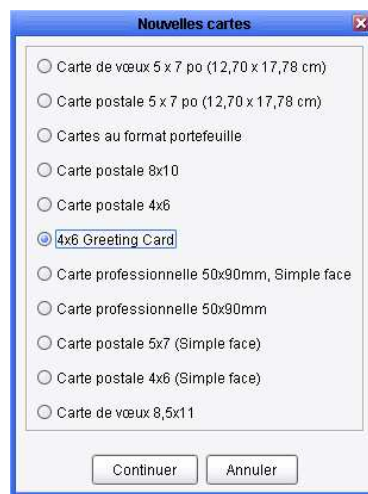 Nouvelles cartes
Carte de vœux 5 x 7 po (12,70 x 17,78 cm)
Carte postale 5 x 7 po (12,70 x 17,78 cm)
Cartes au format portefeuille
Carte postale 8x10
Carte postale 4x6
4x6 Greeting Card
Carte professionnelle 50x90mm, Simple face
Carte professionnelle 50x90mm
Carte postale 5x7 (Simple face)
Carte postale 4x6 (Simple face)
Carte de vœux 8,5x11
Continuer Annuler